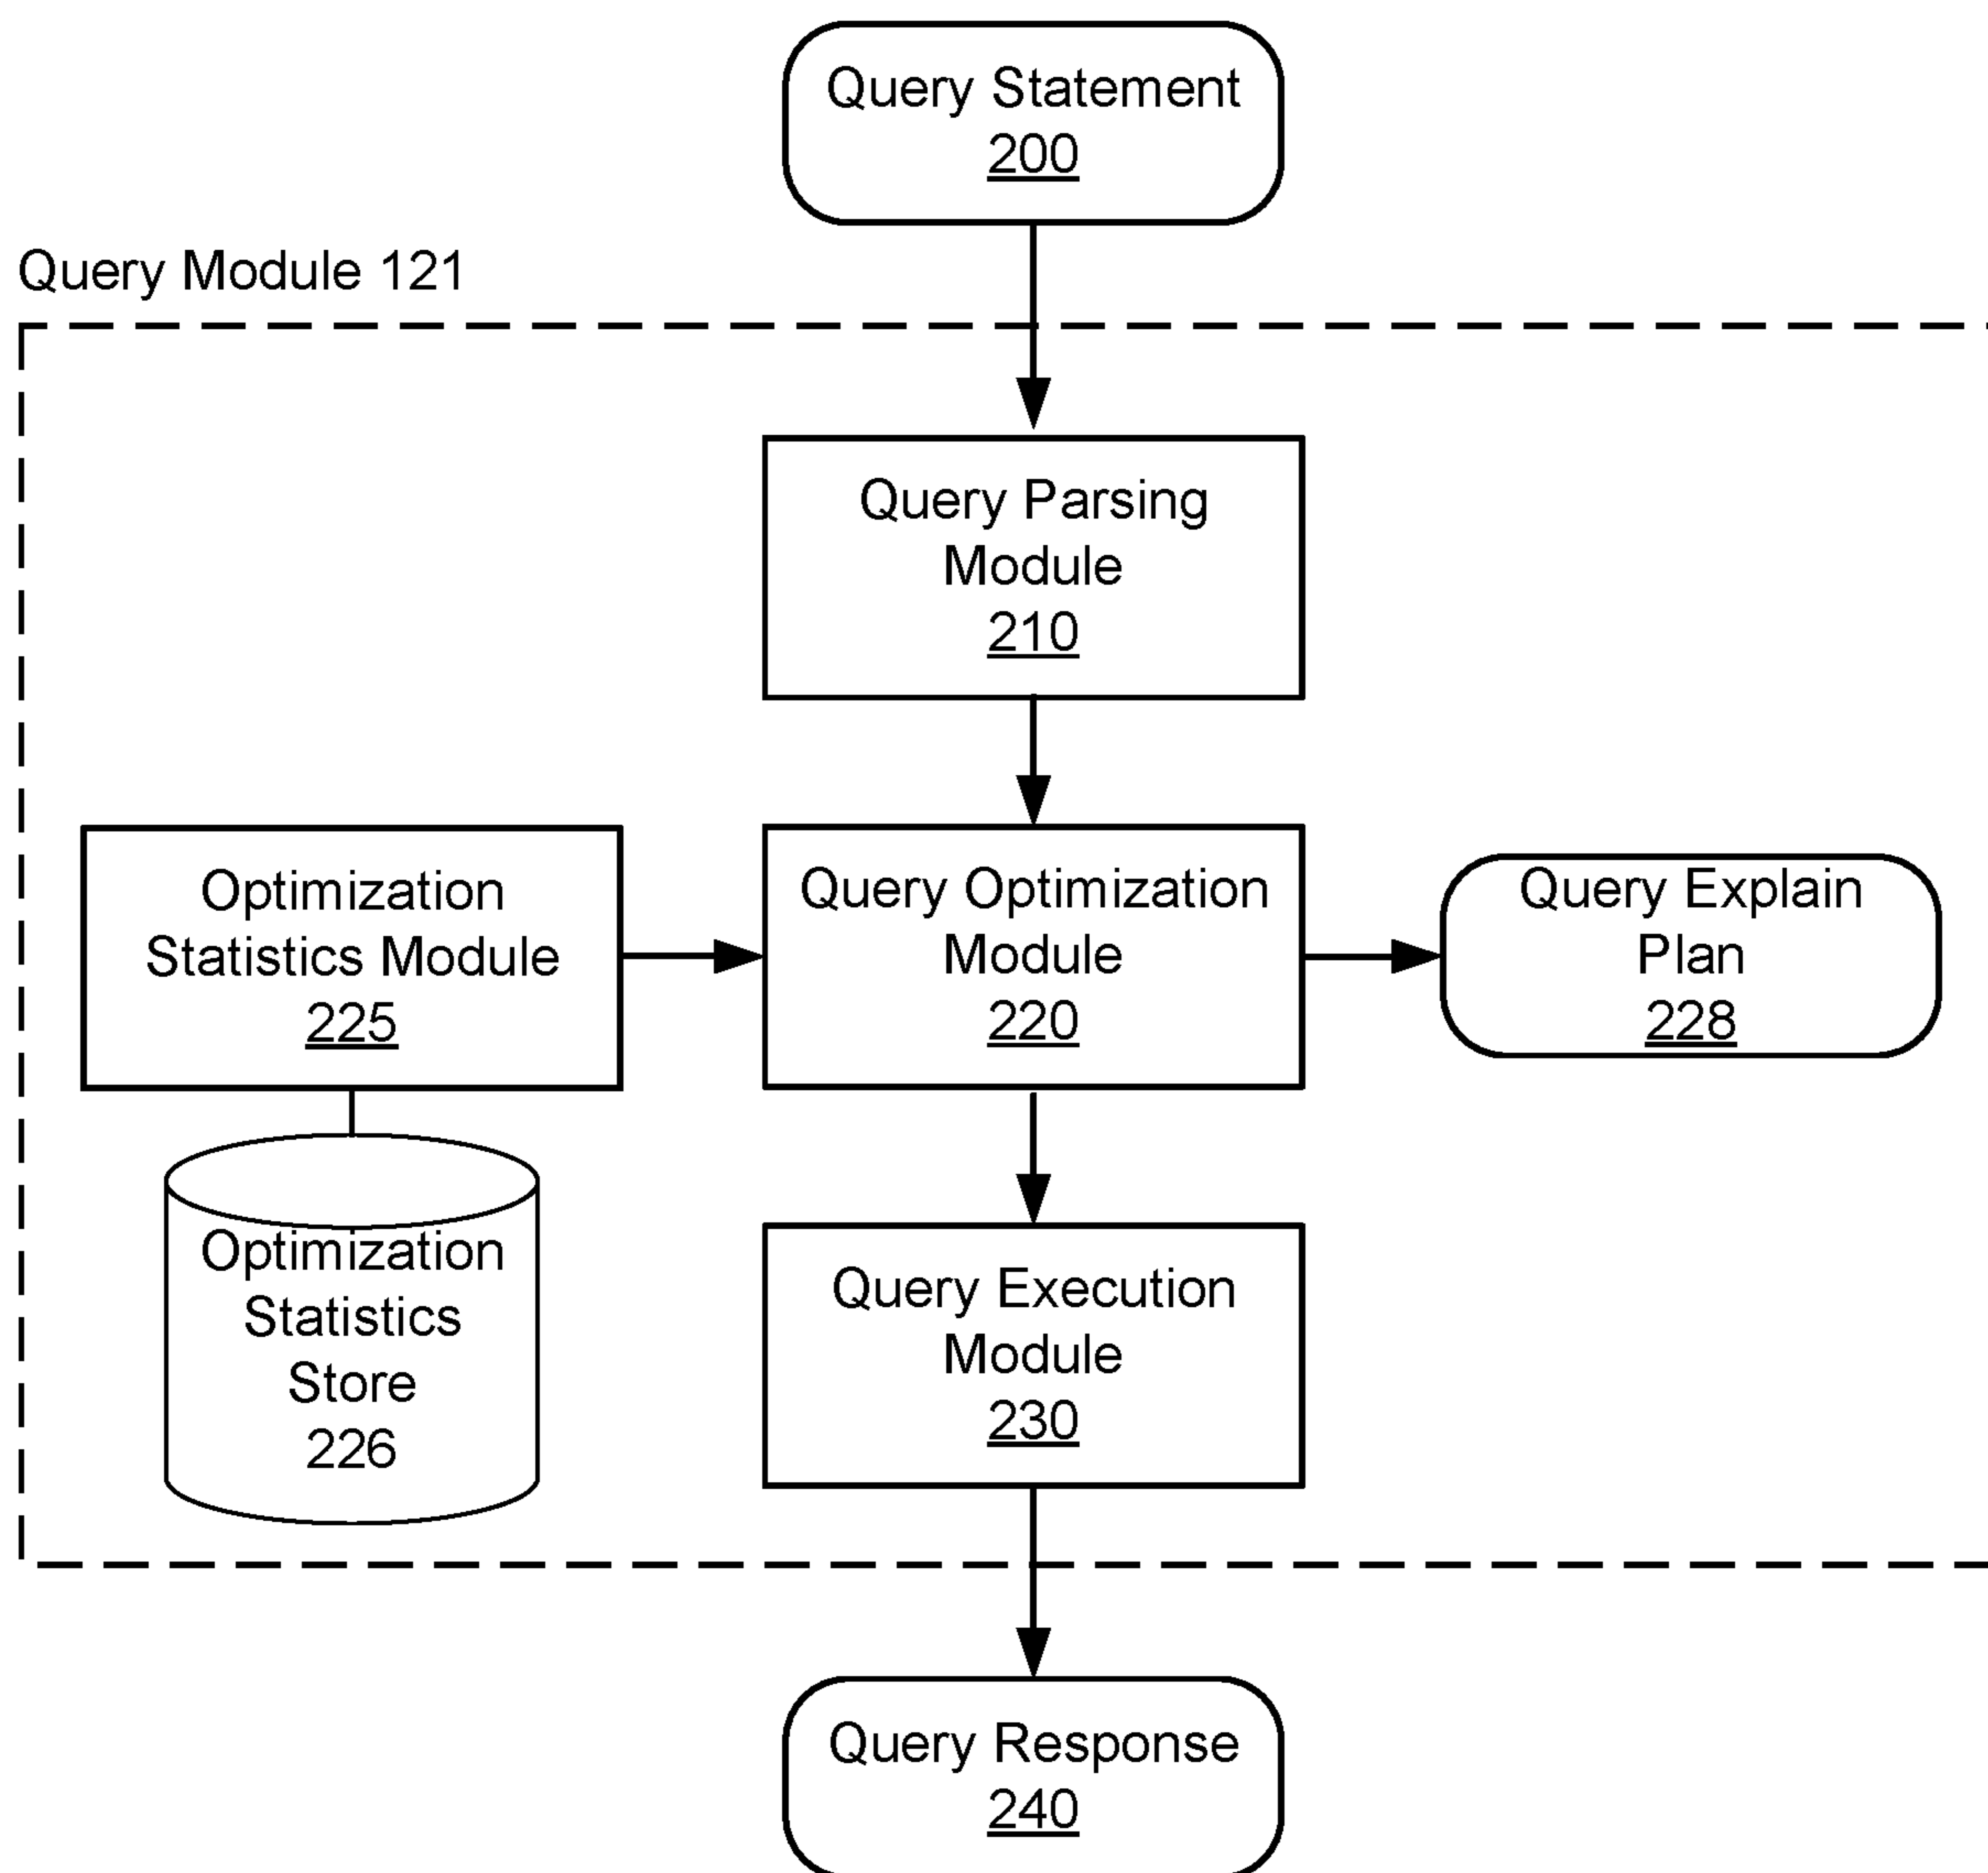 Query Statement
200
Query Module 121
Query Parsing
Module
210
Optimization
Statistics Module
225
Query Optimization
Module
220
Query Explain
Plan
228
Optimization
Statistics
Store
226
Query Execution
Module
230
Query Response
240